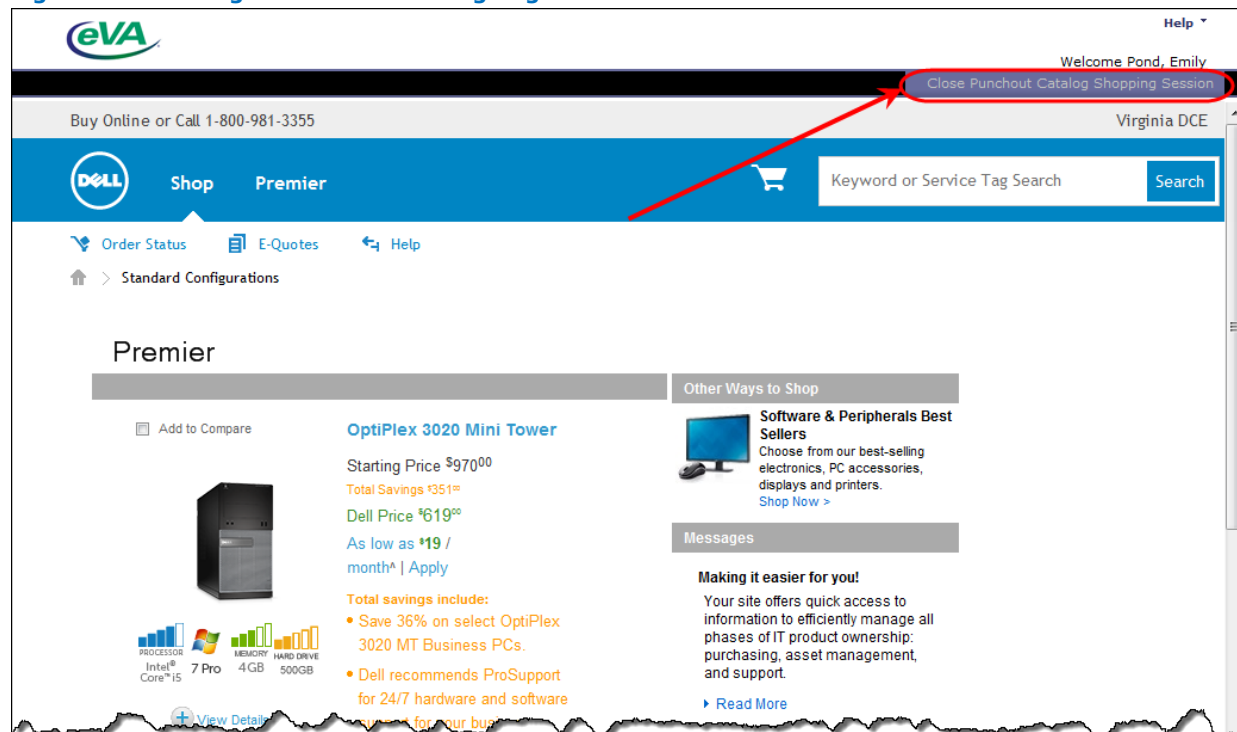 eVA
Help
Welcome Pond, Emily
Close Punchout Catalog Shopping Session
Buy Online or Call 1-800-981-3355
Virginia DCE
DELL
Shop
Premier
Keyword or Service Tag Search
Search
Order Status
E-Quotes
Help
> Standard Configurations
Premier
Add to Compare
OptiPlex 3020 Mini Tower
Starting Price $97000
Total Savings $351
Dell Price $61900
As low as $19 /
month^ | Apply
Total savings include:
• Save 36% on select OptiPlex
3020 MT Business PCs.
• Dell recommends ProSupport
for 24/7 hardware and software
support for your
PROCESSOR
Intel®
Core™i5
7 Pro
MEMORY
4GB
HARD DRIVE
500GB
View Details
Other Ways to Shop
Software & Peripherals Best
Sellers
Choose from our best-selling
electronics, PC accessories,
displays and printers.
Shop Now >
Messages
Making it easier for you!
Your site offers quick access to
information to efficiently manage all
phases of IT product ownership:
purchasing, asset management,
and support.
Read More